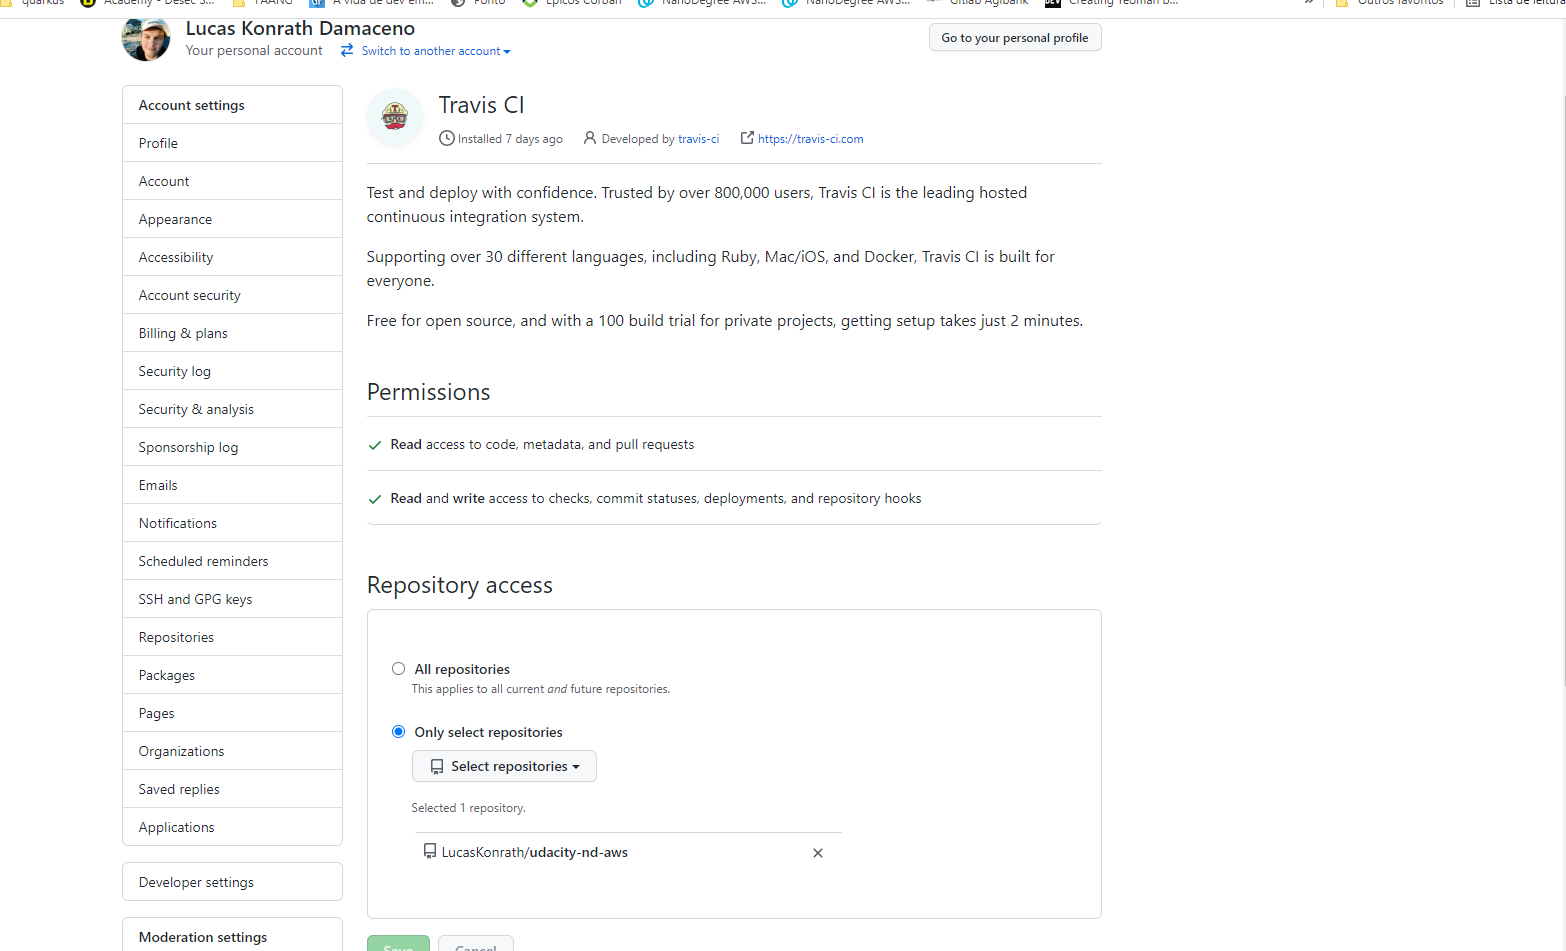 quarkus Academy - Desec S... FAANG A vida de dev em... Ponto Epicos Corban NanoDegree AWS... NanoDegree AWS... Gitlab Agibank Creating Yeoman b... » Outros favoritos Lista de leitura
Lucas Konrath Damaceno
Your personal account Switch to another account
Go to your personal profile
Account settings
Profile
Account
Appearance
Accessibility
Account security
Billing & plans
Security log
Security & analysis
Sponsorship log
Emails
Notifications
Scheduled reminders
SSH and GPG keys
Repositories
Packages
Pages
Organizations
Saved replies
Applications
Developer settings
Moderation settings
Travis CI
Installed 7 days ago Developed by travis-ci https://travis-ci.com
Test and deploy with confidence. Trusted by over 800,000 users, Travis CI is the leading hosted
continuous integration system.
Supporting over 30 different languages, including Ruby, Mac/iOS, and Docker, Travis CI is built for
everyone.
Free for open source, and with a 100 build trial for private projects, getting setup takes just 2 minutes.
Permissions
Read access to code, metadata, and pull requests
Read and write access to checks, commit statuses, deployments, and repository hooks
Repository access
All repositories
This applies to all current and future repositories.
Only select repositories
Select repositories
Selected 1 repository.
LucasKonrath/udacity-nd-aws
Save Cancel